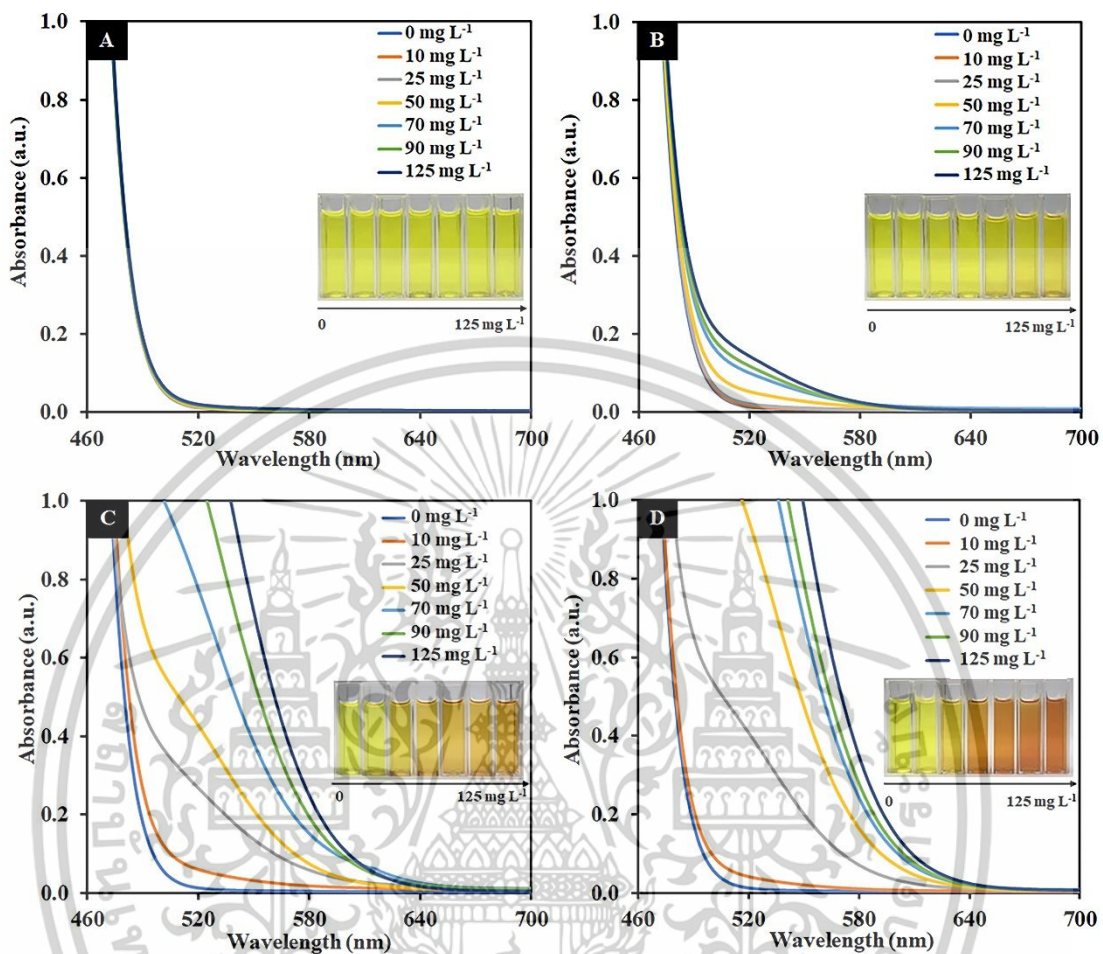 A
Absorbance (a.u.)
1.0
0.8
0.6
0.4
0.2
0.0
0 mg L⁻¹
10 mg L⁻¹
25 mg L⁻¹
50 mg L⁻¹
70 mg L⁻¹
90 mg L⁻¹
125 mg L⁻¹
0 125 mg L⁻¹
460 520 580 640 700
Wavelength (nm)
B
Absorbance (a.u.)
1.0
0.8
0.6
0.4
0.2
0.0
0 mg L⁻¹
10 mg L⁻¹
25 mg L⁻¹
50 mg L⁻¹
70 mg L⁻¹
90 mg L⁻¹
125 mg L⁻¹
0 125 mg L⁻¹
460 520 580 640 700
Wavelength (nm)
C
Absorbance (a.u.)
1.0
0.8
0.6
0.4
0.2
0.0
0 mg L⁻¹
10 mg L⁻¹
25 mg L⁻¹
50 mg L⁻¹
70 mg L⁻¹
90 mg L⁻¹
125 mg L⁻¹
0 125 mg L⁻¹
460 520 580 640 700
Wavelength (nm)
D
Absorbance (a.u.)
1.0
0.8
0.6
0.4
0.2
0.0
0 mg L⁻¹
10 mg L⁻¹
25 mg L⁻¹
50 mg L⁻¹
70 mg L⁻¹
90 mg L⁻¹
125 mg L⁻¹
0 125 mg L⁻¹
460 520 580 640 700
Wavelength (nm)